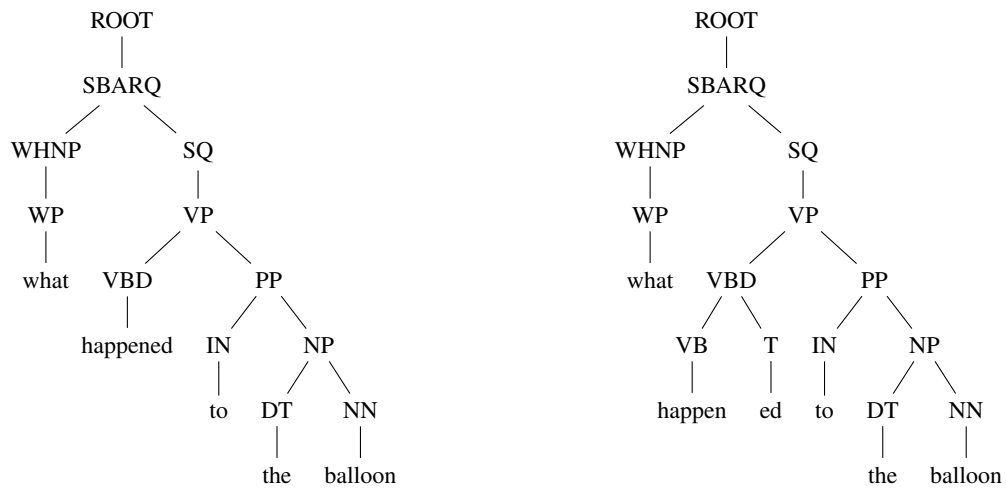 ROOT ROOT
SBARQ SBARQ
WHNP SQ WHNP SQ
WP VP WP VP
what VBD PP what VBD PP
happened IN NP VB T IN NP
to DT NN happen ed to DT NN
the balloon the balloon